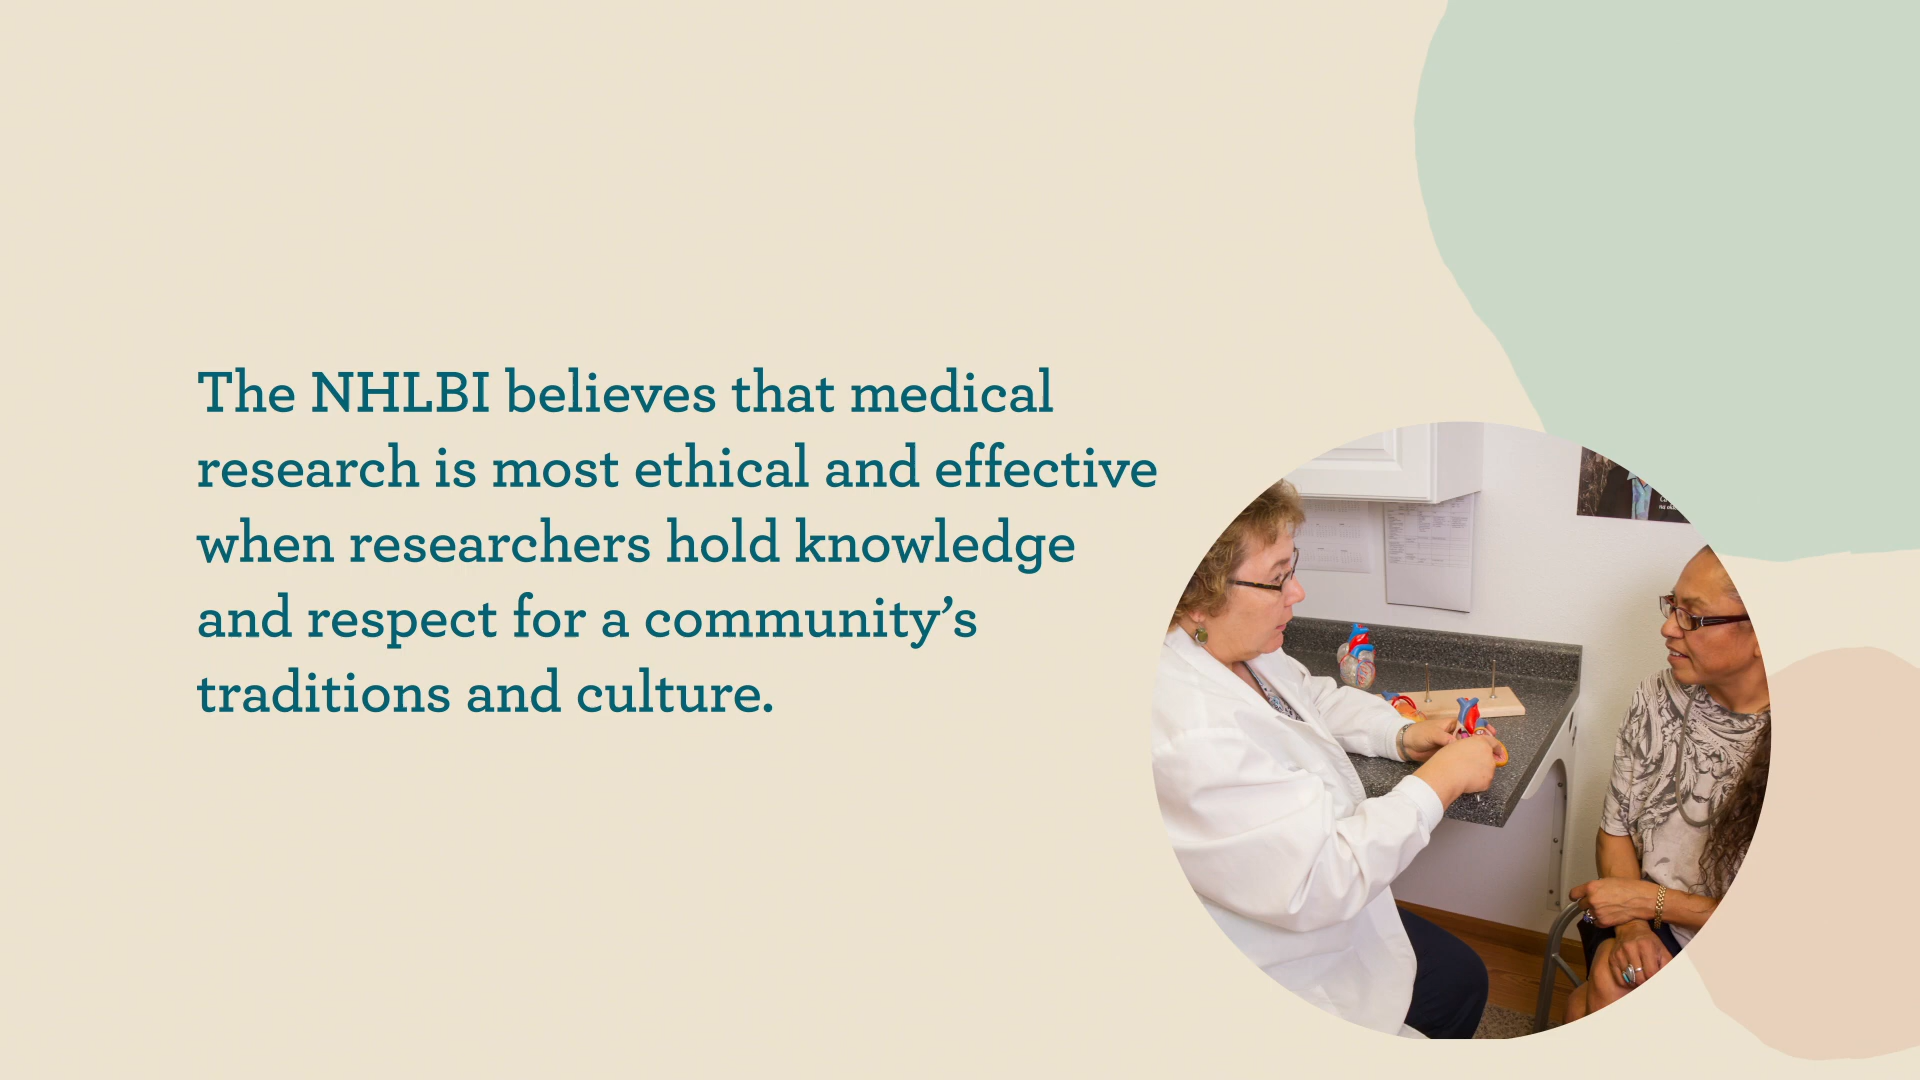 The NHLBI believes that medical
research is most ethical and effective
when researchers hold knowledge
and respect for a community’s
traditions and culture.